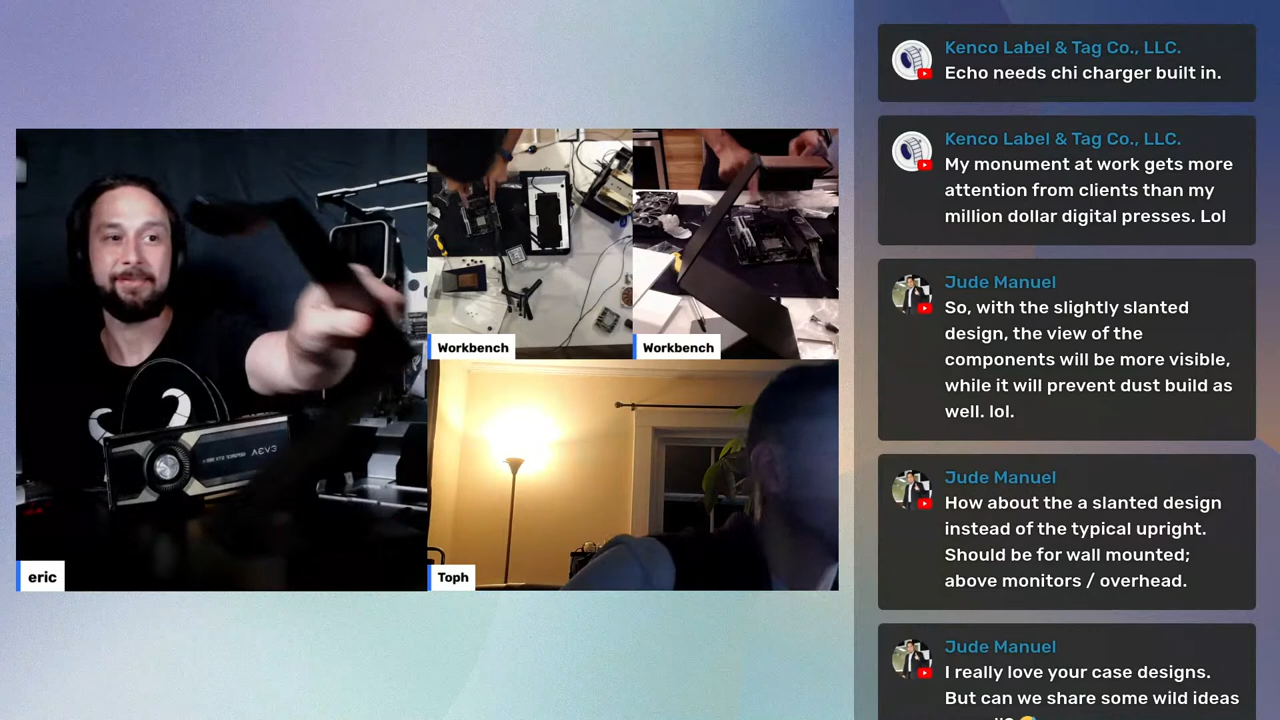 Kenco Label & Tag Co., LLC.
Echo needs chi charger built in.
Kenco Label & Tag Co., LLC.
My monument at work gets more
attention from clients than my
million dollar digital presses. Lol
Jude Manuel
So, with the slightly slanted
design, the view of the
components will be more visible,
while it will prevent dust build as
well. lol.
Jude Manuel
How about the a slanted design
instead of the typical upright.
Should be for wall mounted;
above monitors / overhead.
Jude Manuel
I really love your case designs.
But can we share some wild ideas
Workbench
Workbench
eric
Toph